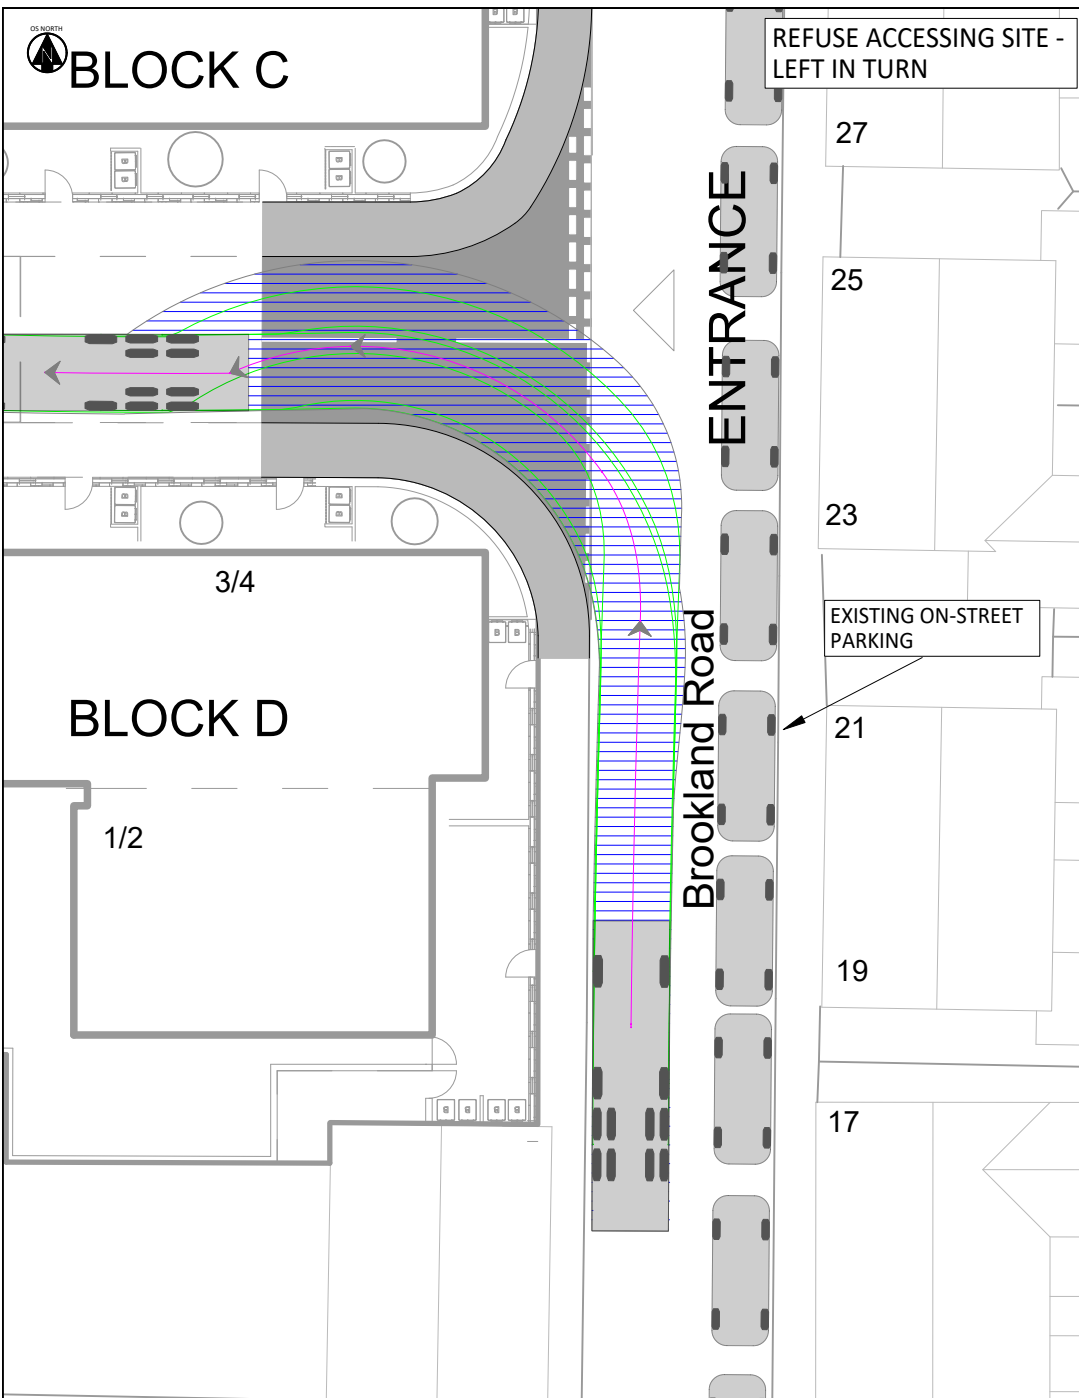 OS NORTH
N
BLOCK C
REFUSE ACCESSING SITE -
LEFT IN TURN
27
ENTRANCE
25
23
3/4
EXISTING ON-STREET
PARKING
Brookland Road
BLOCK D
21
1/2
19
17